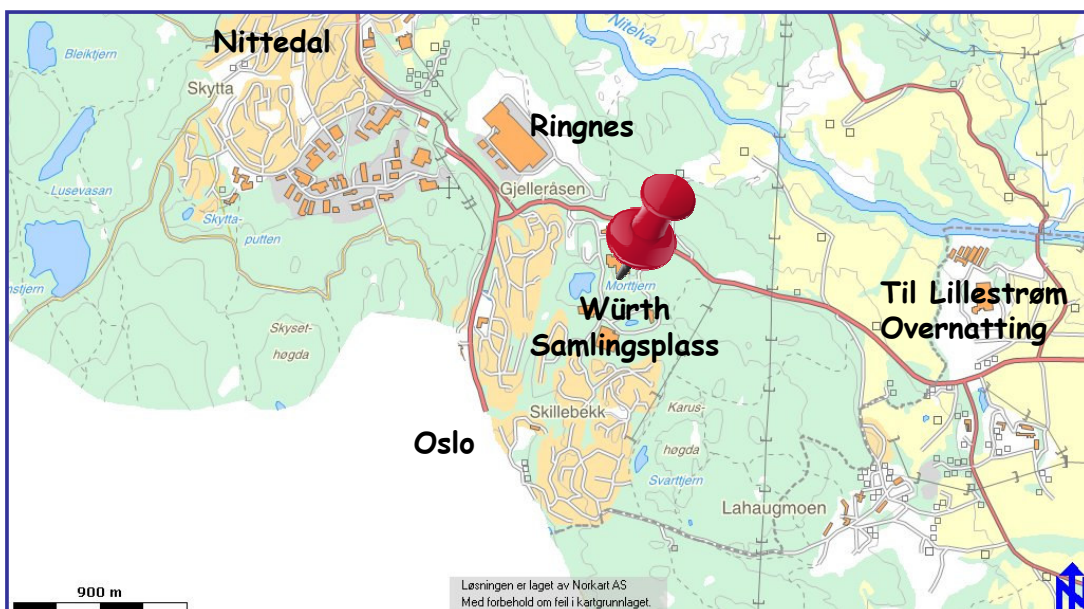 Nittedal
Bleiktjern
Nitelva
Skytta
Ringnes
Lusevasan
Gjelleråsen
Skytta-
putten
Morttjern
Til Lillestrøm
Overnatting
Würth
Samlingsplass
Skyset-
høgda
Skillebekk
Karus-
høgda
Oslo
Svarttjern
Lahaugmoen
900 m
Løsningen er laget av Norkart AS
Med forbehold om feil i kartgrunnlaget.
N